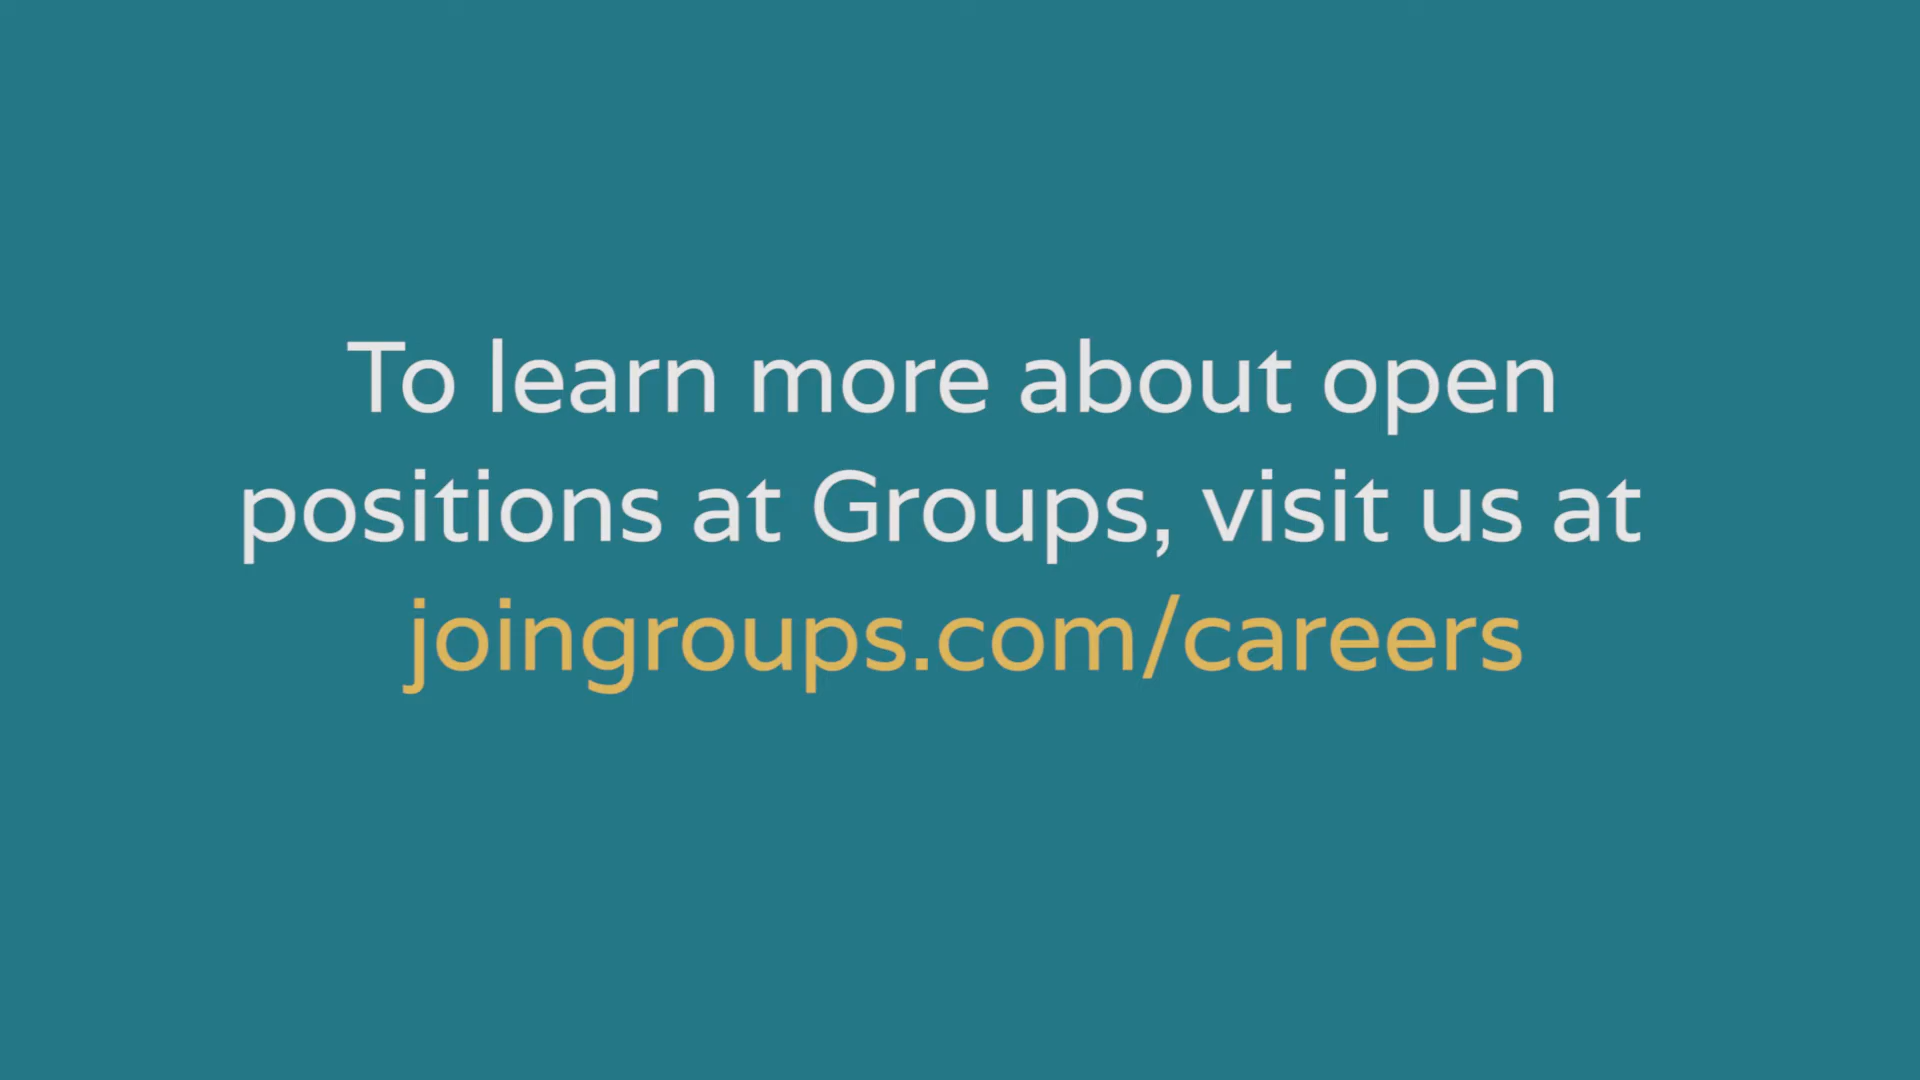 To learn more about open
positions at Groups, visit us at
joingroups.com/careers